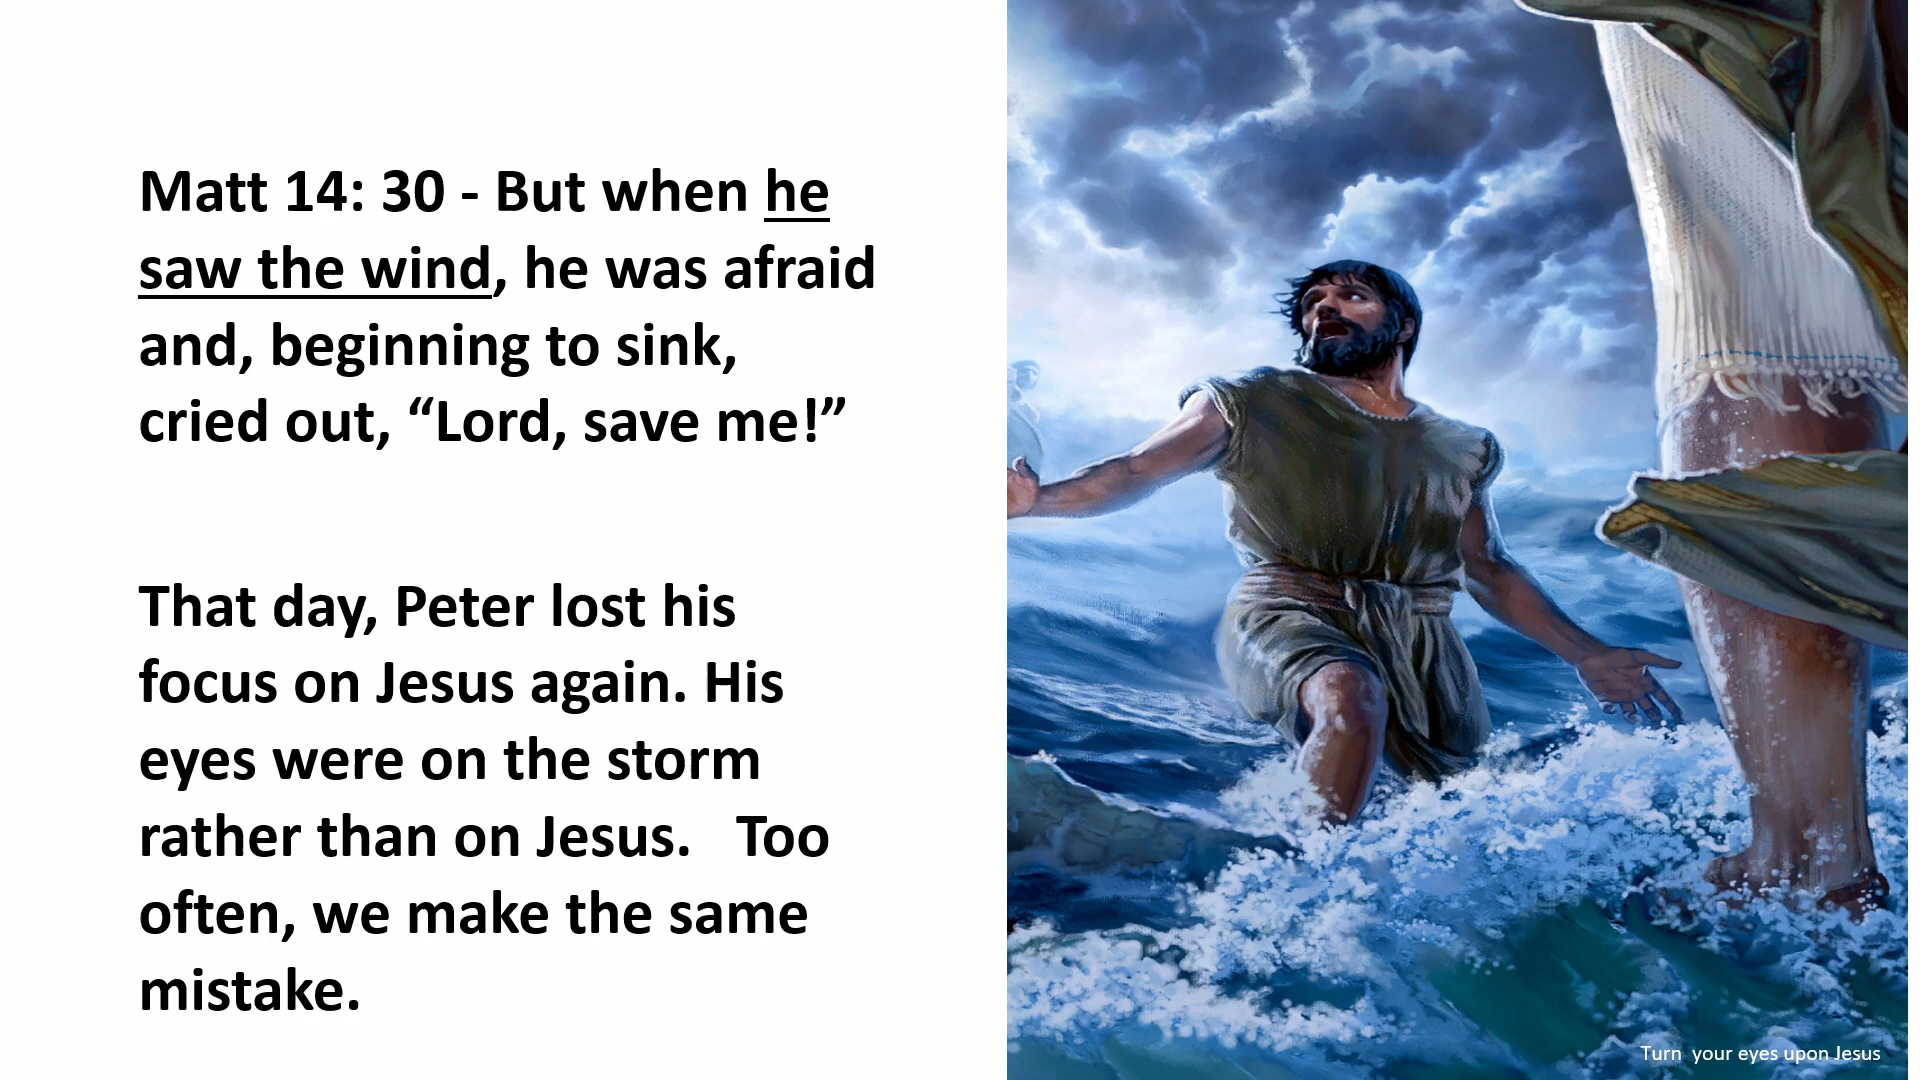 Matt 14: 30 - But when he
saw the wind, he was afraid
and, beginning to sink,
cried out, “Lord, save me!”
That day, Peter lost his
focus on Jesus again. His
eyes were on the storm
rather than on Jesus.   Too
often, we make the same
mistake.
Turn  your eyes upon Jesus